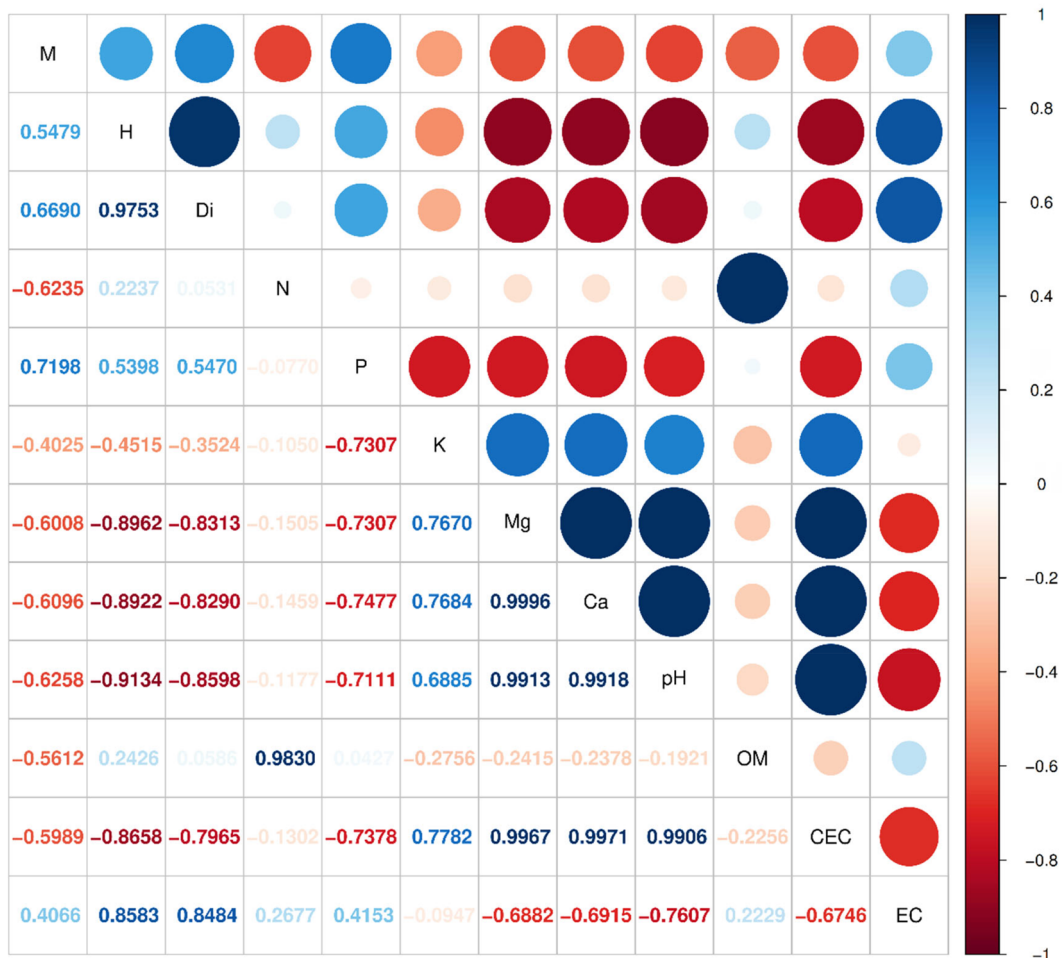 M
0.5479 H
0.6690 0.9753 Di
−0.6235 0.2237 0.0531 N
0.7198 0.5398 0.5470 −0.0770 P
−0.4025 −0.4515 −0.3524 −0.1050 −0.7307 K
−0.6008 −0.8962 −0.8313 −0.1505 −0.7307 0.7670 Mg
−0.6096 −0.8922 −0.8290 −0.1459 −0.7477 0.7684 0.9996 Ca
−0.6258 −0.9134 −0.8598 −0.1177 −0.7111 0.6885 0.9913 0.9918 pH
−0.5612 0.2426 0.0586 0.9830 0.0427 −0.2756 −0.2415 −0.2378 −0.1921 OM
−0.5989 −0.8658 −0.7965 −0.1302 −0.7378 0.7782 0.9967 0.9971 0.9906 −0.2256 CEC
0.4066 0.8583 0.8484 0.2677 0.4153 −0.0947 −0.6882 −0.6915 −0.7607 0.2229 −0.6746 EC
1
0.8
0.6
0.4
0.2
0
−0.2
−0.4
−0.6
−0.8
−1